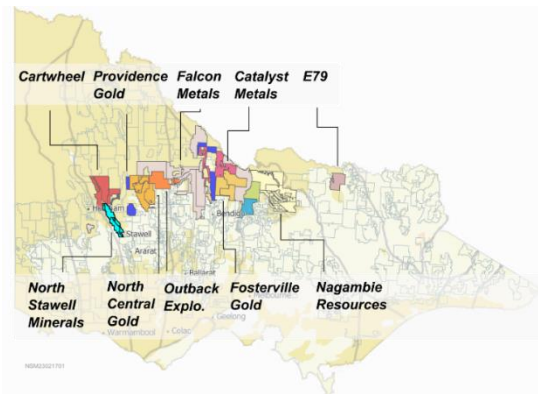 Cartwheel
Providence
Gold
Falcon
Metals
Catalyst
Metals
E79
Stawell
Ararat
Bendigo
Ballarat
North
Stawell
Minerals
North
Central
Gold
Outback
Explo.
Fosterville
Gold
Nagambie
Resources
Geelong
Warrnambool
Colac
NSM23021701